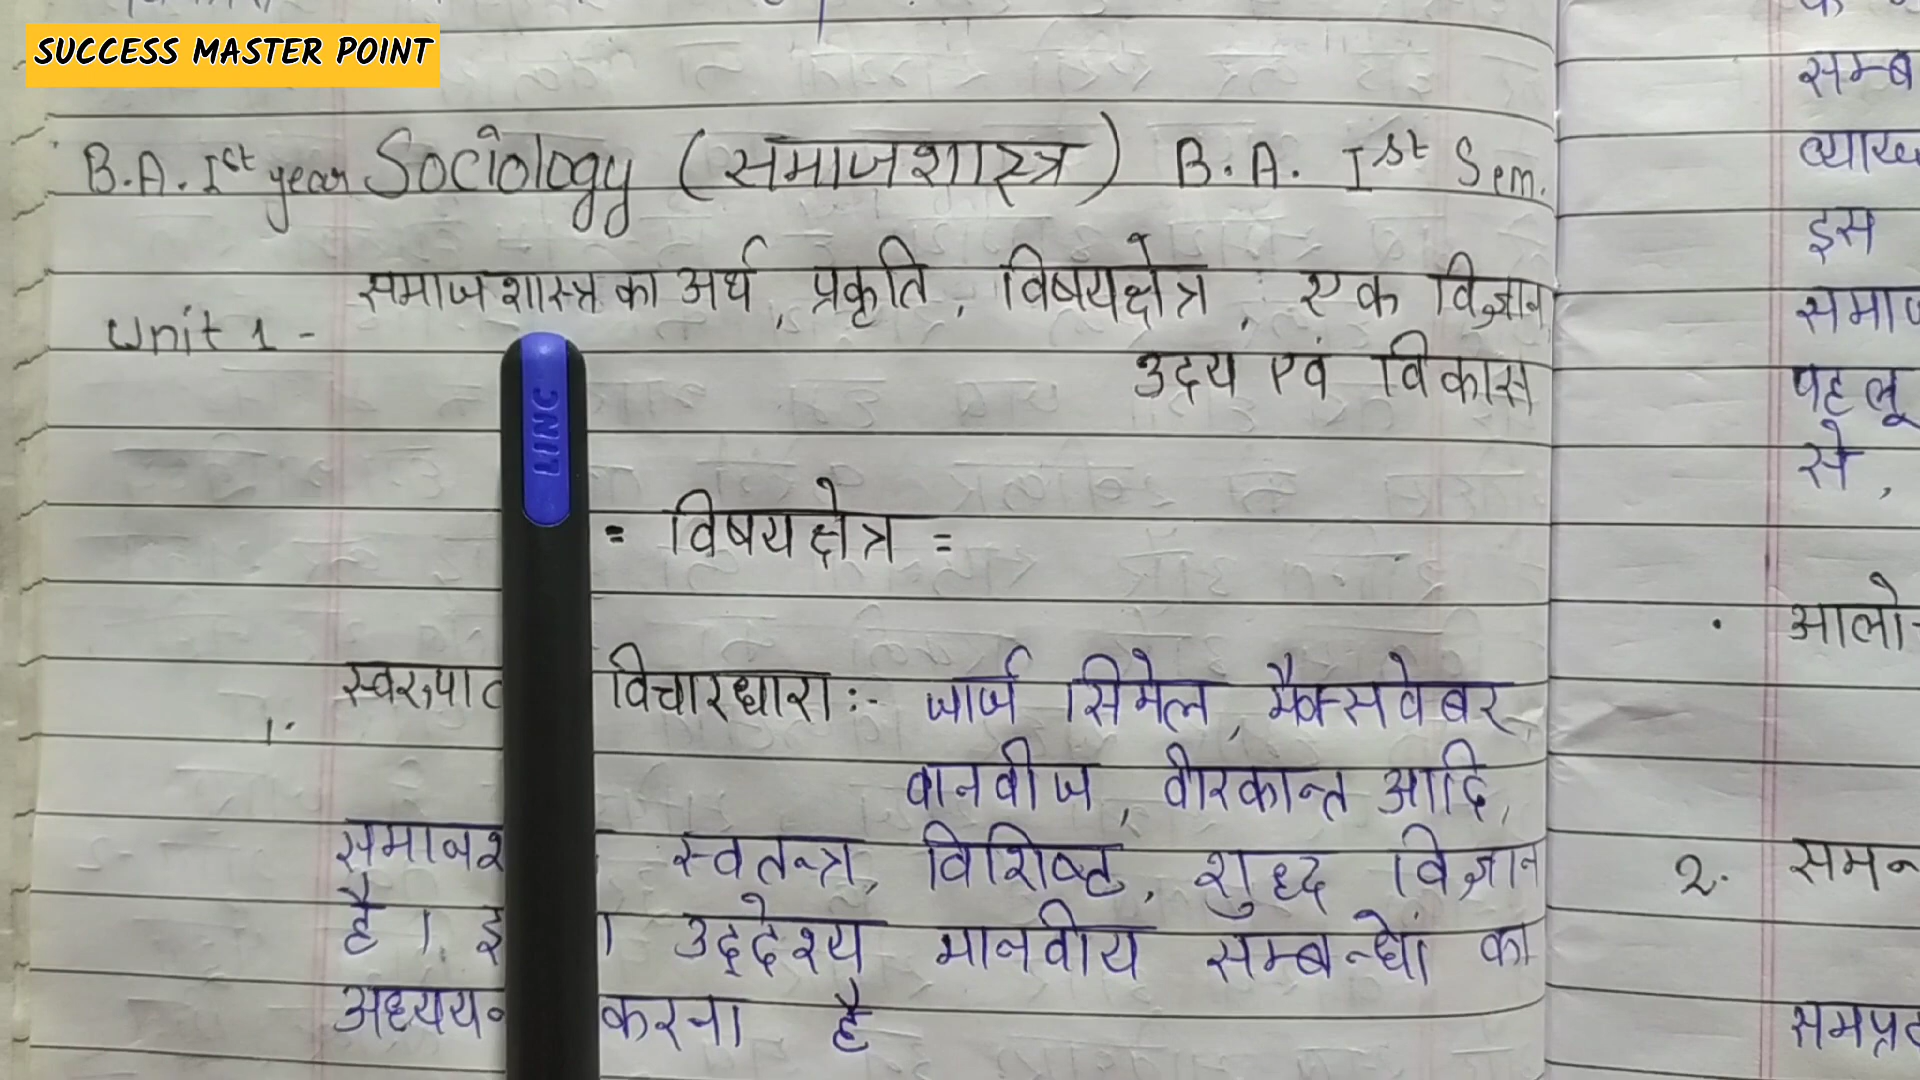 SUCCESS MASTER POINT
B.A. Ist year Sociology (समाजशास्त्र) B.A. Ist Sem.
Unit 1 - समाजशास्त्र का अर्थ, प्रकृति, विषयक्षेत्र, एक विज्ञान
उदय एवं विकास
= विषयक्षेत्र =
1. विचारधारा :- जार्ज सिमेल, मैक्सवेबर,
वानवीज, वीरकान्त आदि,
स्वतन्त्र, विशिष्ट, शुद्ध विज्ञान
है। उद्देश्य मानवीय सम्बन्धों का
करना है
सम्ब
व्याख्
इस
समाज
पहलू
से,
• आलो
2. समन
समप्र
LINC